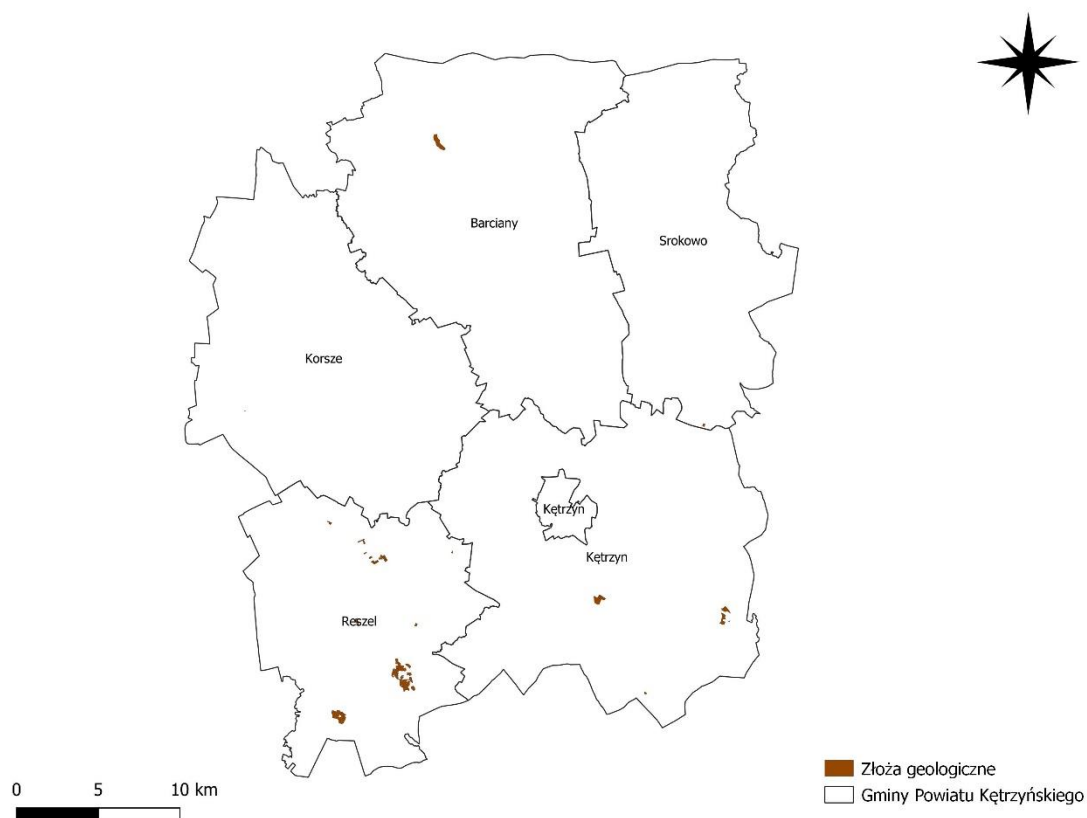 Barciany
Srokowo
Korsze
Kętrzyn
Kętrzyn
Reszel
0 5 10 km
Złoża geologiczne
Gminy Powiatu Kętrzyńskiego